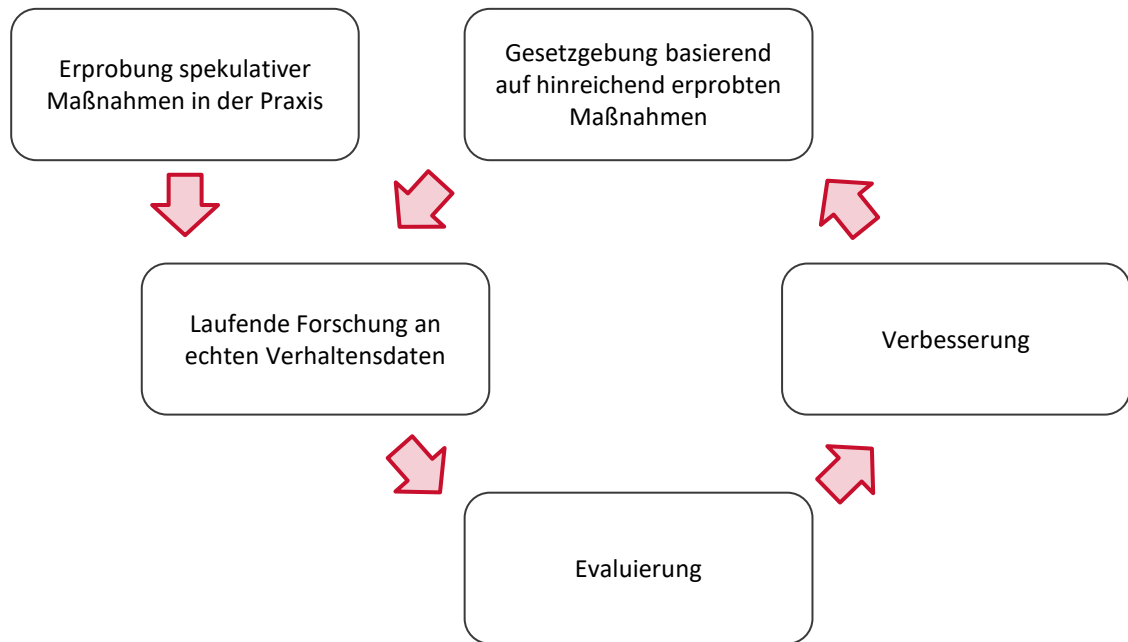 Erprobung spekulativer
Maßnahmen in der Praxis
Gesetzgebung basierend
auf hinreichend erprobten
Maßnahmen
Laufende Forschung an
echten Verhaltensdaten
Verbesserung
Evaluierung